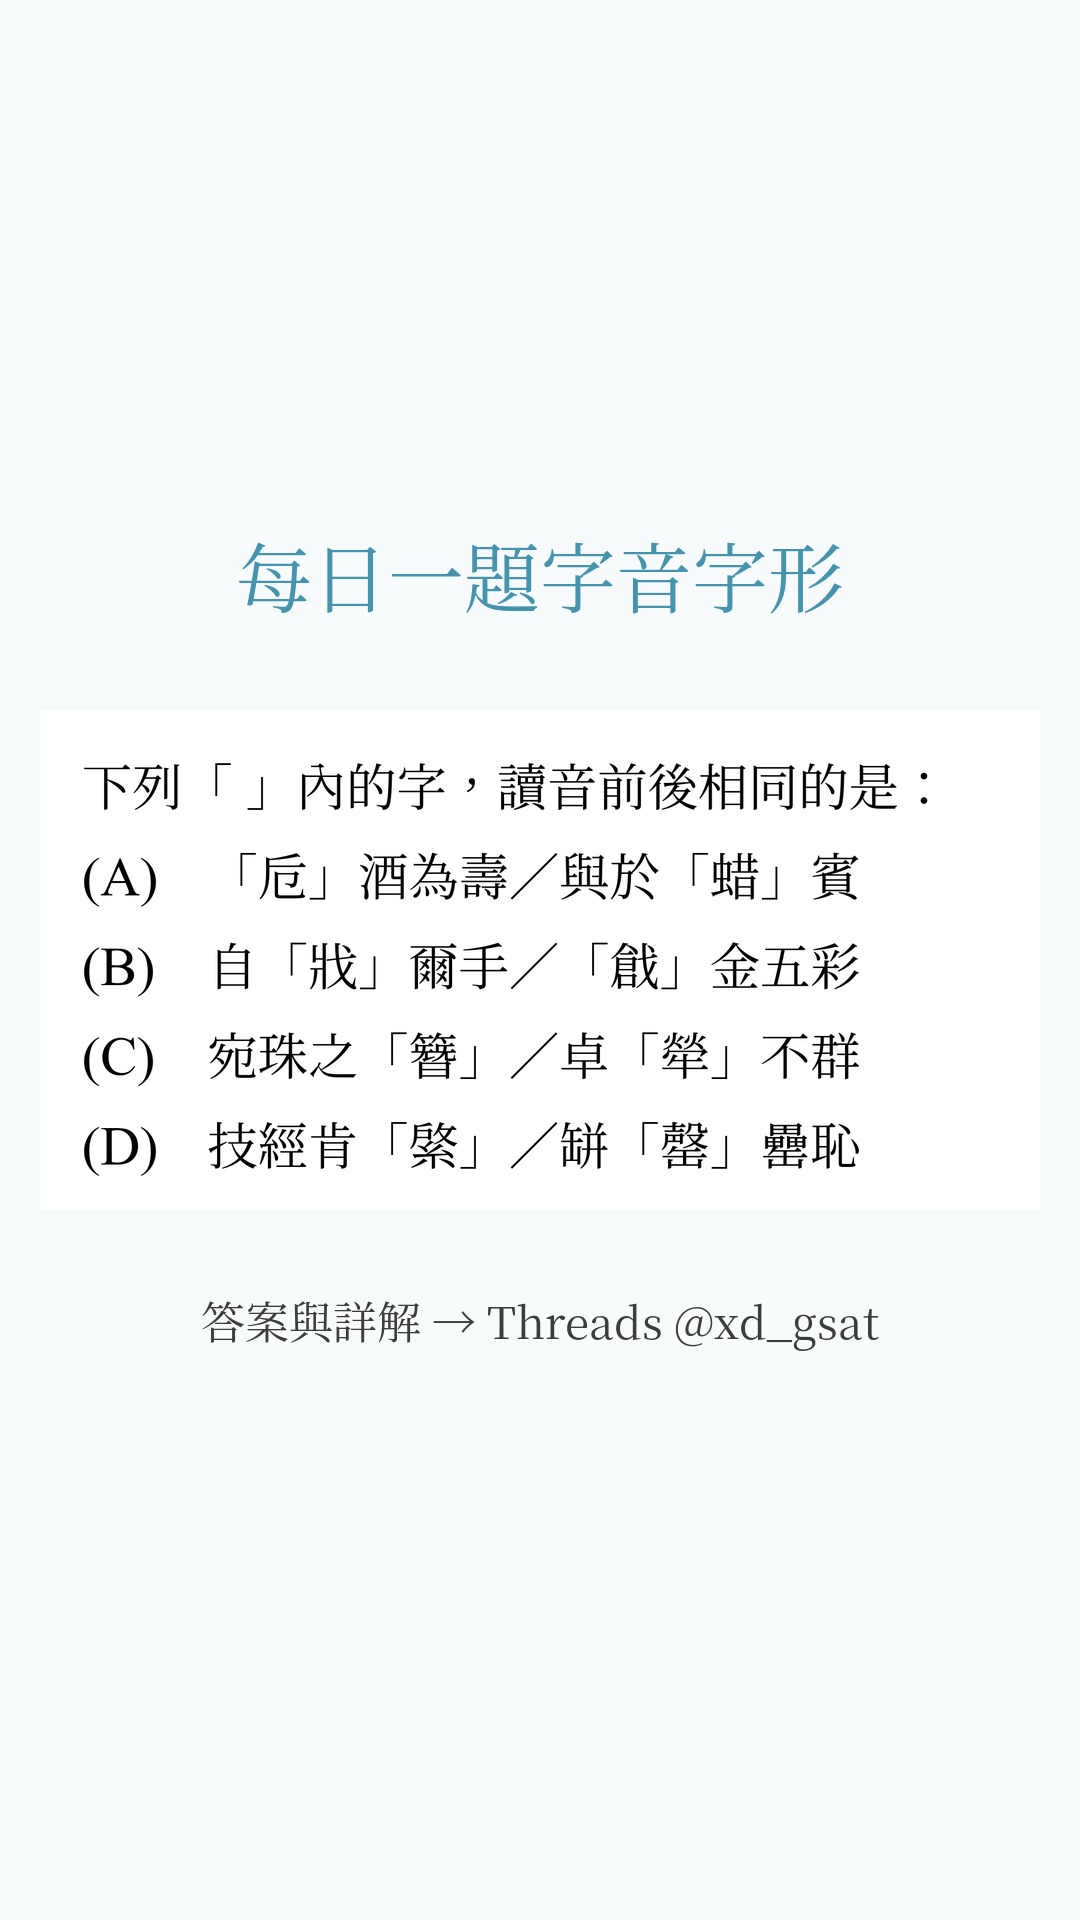 每日一題字音字形
下列「 」內的字，讀音前後相同的是：
(A) 「卮」酒為壽／與於「蜡」賓
(B) 自「戕」爾手／「戧」金五彩
(C) 宛珠之「簪」／卓「犖」不群
(D) 技經肯「綮」／缾「罄」罍恥
答案與詳解 → Threads @xd_gsat